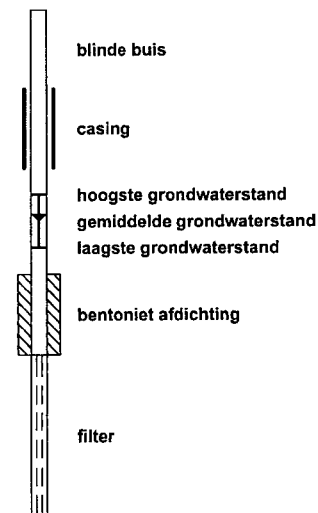 blinde buis
casing
hoogste grondwaterstand
gemiddelde grondwaterstand
laagste grondwaterstand
bentoniet afdichting
filter